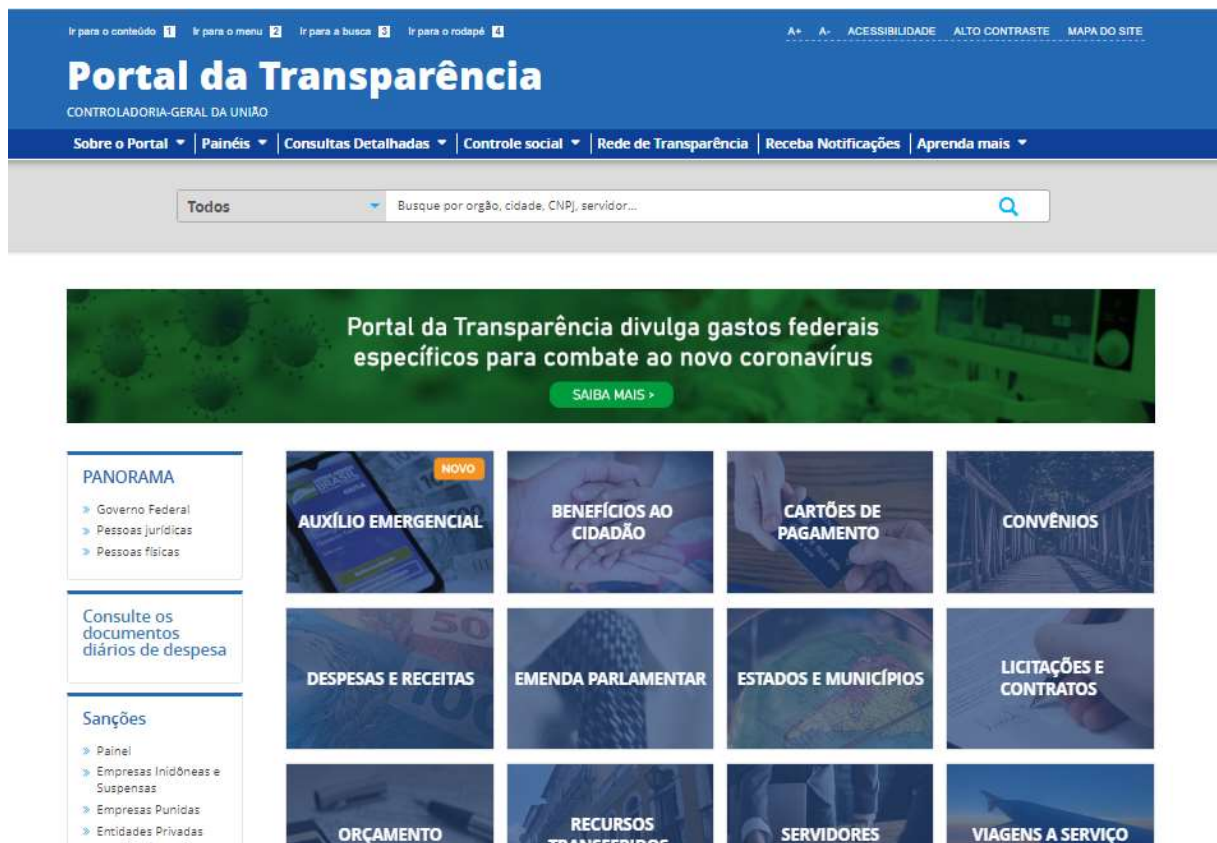 Ir para o conteúdo 1 Ir para o menu 2 Ir para a busca 3 Ir para o rodapé 4
A+ A- ACESSIBILIDADE ALTO CONTRASTE MAPA DO SITE
Portal da Transparência
CONTROLADORIA-GERAL DA UNIÃO
Sobre o Portal Painéis Consultas Detalhadas Controle social Rede de Transparência Receba Notificações Aprenda mais
Todos
Busque por orgão, cidade, CNPJ, servidor...
Portal da Transparência divulga gastos federais
específicos para combate ao novo coronavírus
SAIBA MAIS >
PANORAMA
Governo Federal
Pessoas jurídicas
Pessoas físicas
Consulte os
documentos
diários de despesa
Sanções
Painel
Empresas Inidôneas e
Suspensas
Empresas Punidas
Entidades Privadas
NOVO
AUXÍLIO EMERGENCIAL
BENEFÍCIOS AO
CIDADÃO
CARTÕES DE
PAGAMENTO
CONVÊNIOS
DESPESAS E RECEITAS
EMENDA PARLAMENTAR
ESTADOS E MUNICÍPIOS
LICITAÇÕES E
CONTRATOS
ORÇAMENTO
RECURSOS
TRANSFERIDOS
SERVIDORES
VIAGENS A SERVIÇO